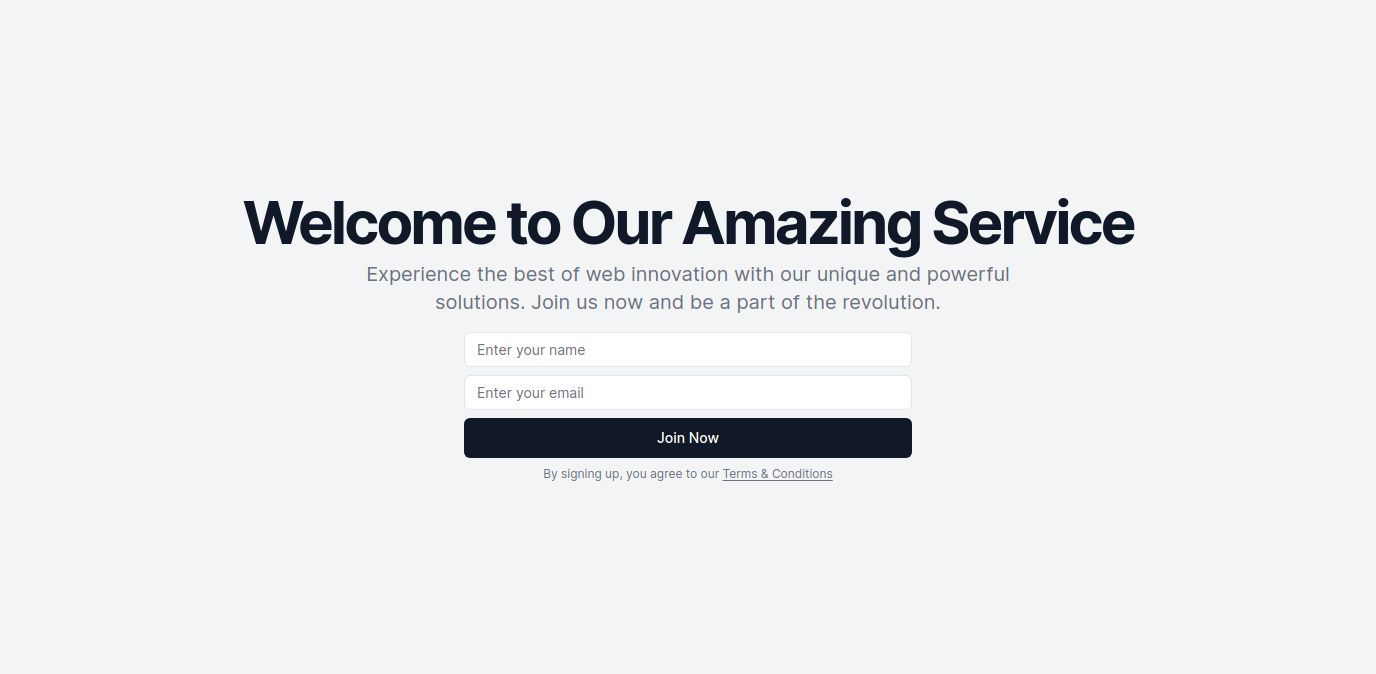 Welcome to Our Amazing Service
Experience the best of web innovation with our unique and powerful
solutions. Join us now and be a part of the revolution.
Enter your name
Enter your email
Join Now
By signing up, you agree to our Terms & Conditions